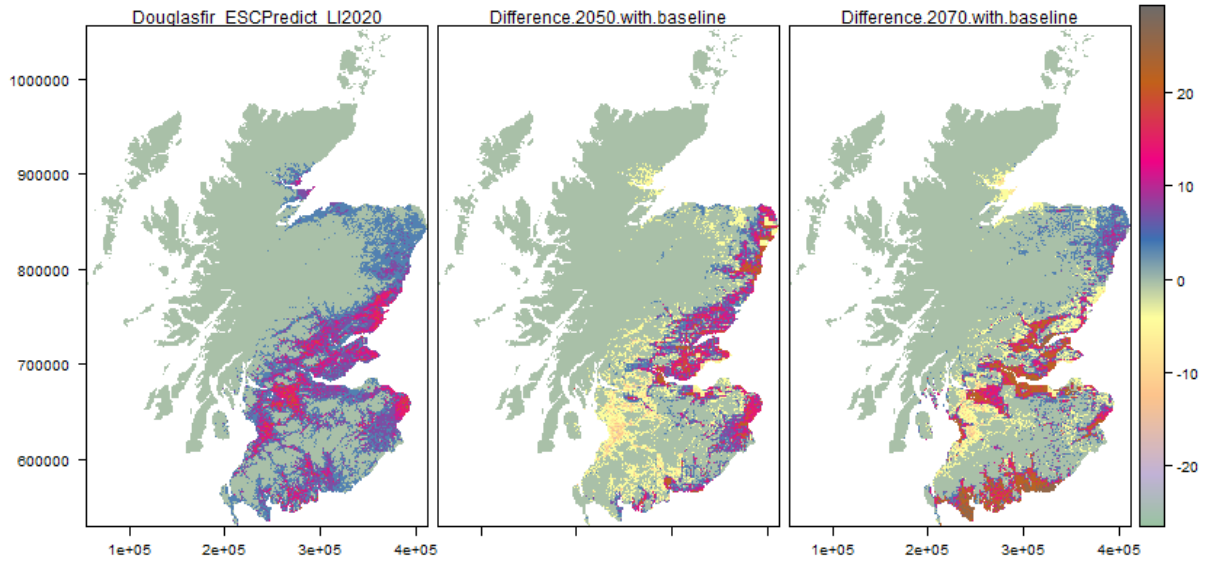 Douglasfir_ESCPredict_LI2020
Difference.2050.with.baseline
Difference.2070.with.baseline
1000000
900000
800000
700000
600000
20
10
0
-10
-20
1e+05
2e+05
3e+05
4e+05
1e+05
2e+05
3e+05
4e+05